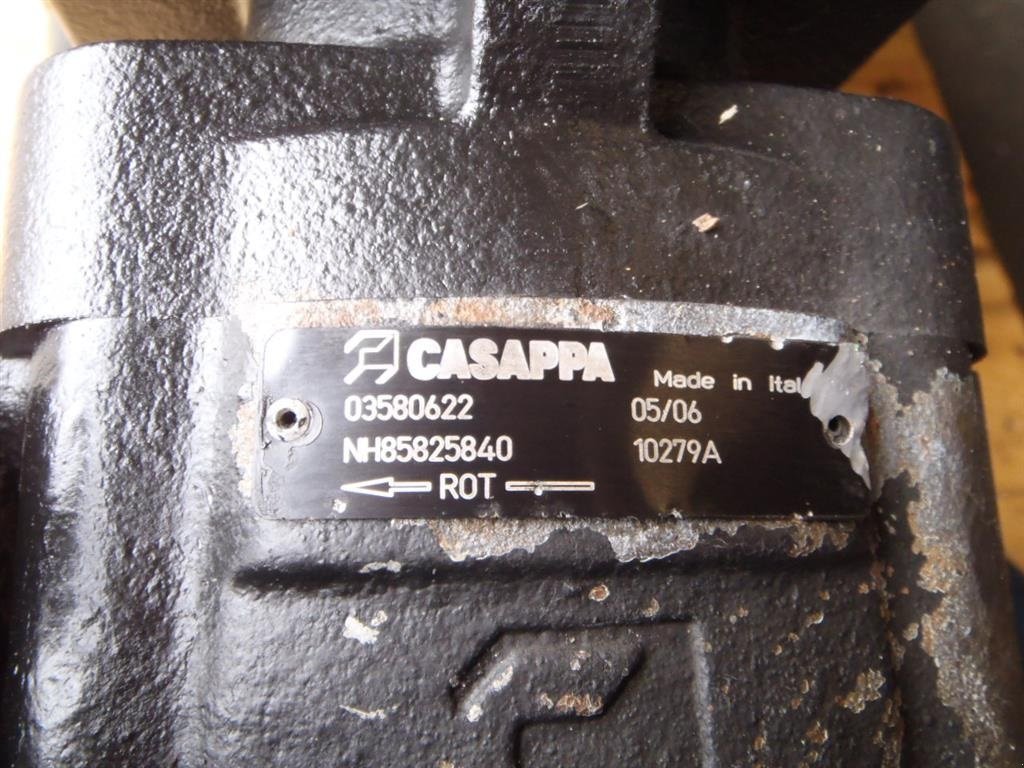 CASAPPA Made in Ital
03580622 05/06
NH85825840 10279A
ROT